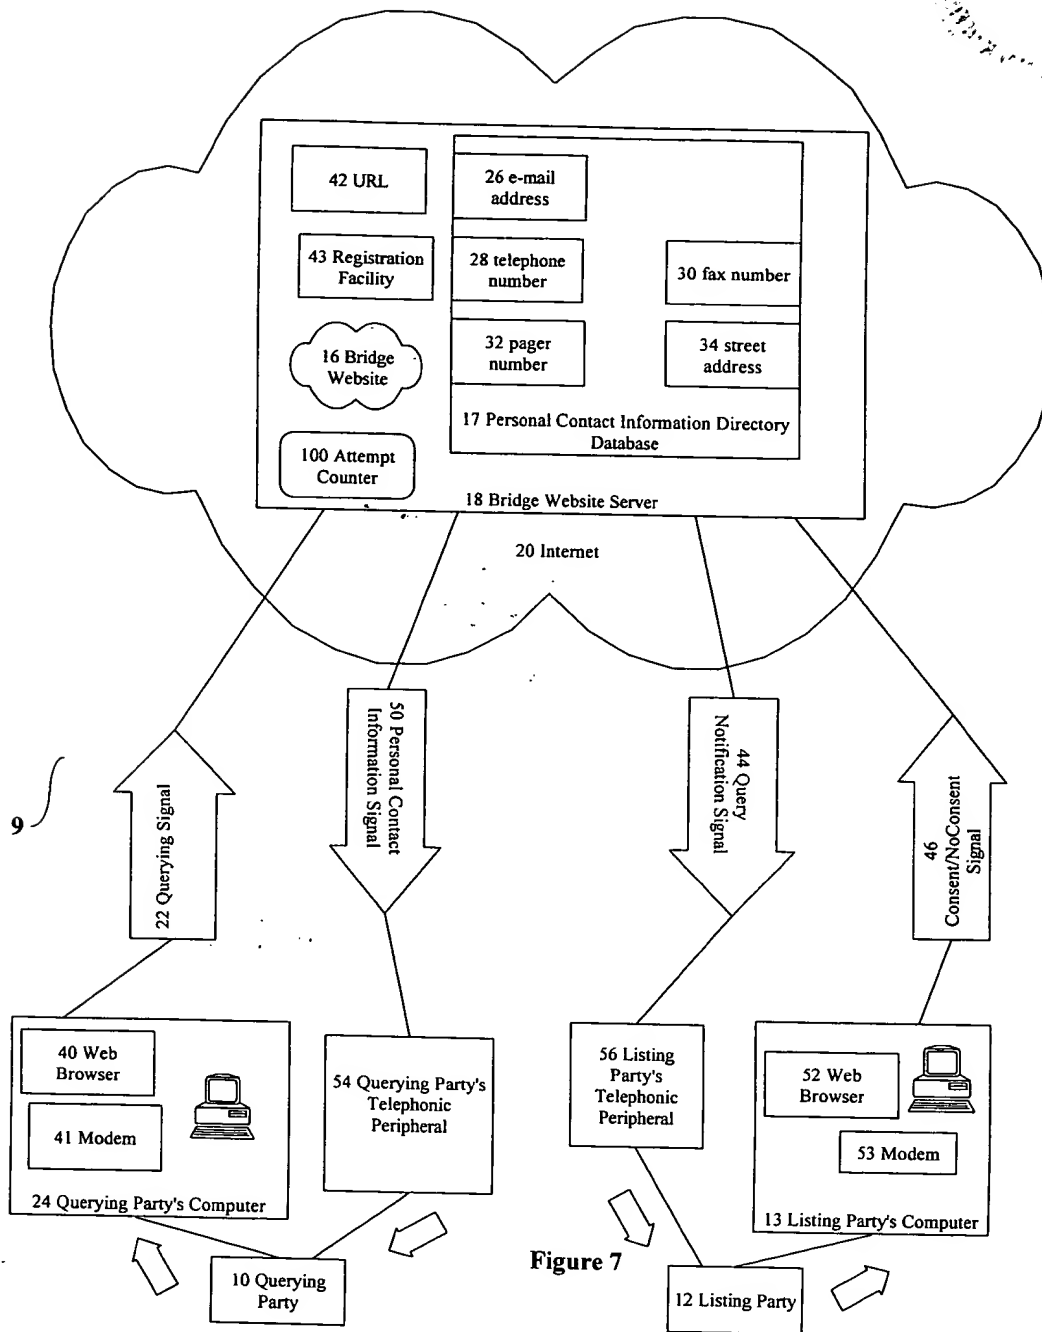 42 URL
26 e-mail
address
43 Registration
Facility
28 telephone
number
30 fax number
16 Bridge
Website
32 pager
number
34 street
address
17 Personal Contact Information Directory
Database
100 Attempt
Counter
18 Bridge Website Server
20 Internet
9
22 Querying Signal
50 Personal Contact
Information Signal
44 Query
Notification Signal
46
Consent/NoConsent
Signal
40 Web
Browser
41 Modem
24 Querying Party's Computer
54 Querying Party's
Telephonic
Peripheral
56 Listing
Party's
Telephonic
Peripheral
52 Web
Browser
53 Modem
13 Listing Party's Computer
10 Querying
Party
Figure 7
12 Listing Party